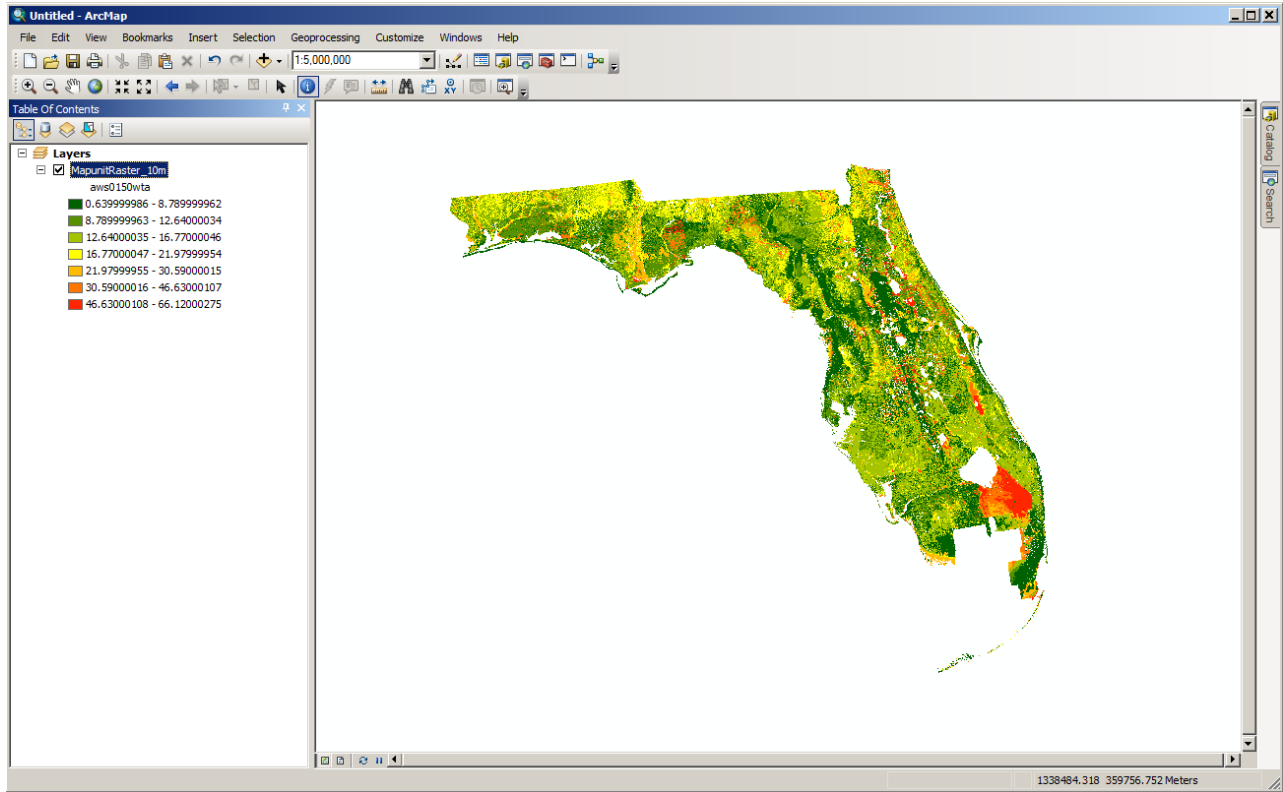 Untitled - ArcMap
File Edit View Bookmarks Insert Selection Geoprocessing Customize Windows Help
1:5,000,000
Table Of Contents
Layers
MapunitRaster_10m
aws0150wta
0.639999986 - 8.789999962
8.789999963 - 12.64000034
12.64000035 - 16.77000046
16.77000047 - 21.97999954
21.97999955 - 30.59000015
30.59000016 - 46.63000107
46.63000108 - 66.12000275
Catalog
Search
1338484.318 359756.752 Meters